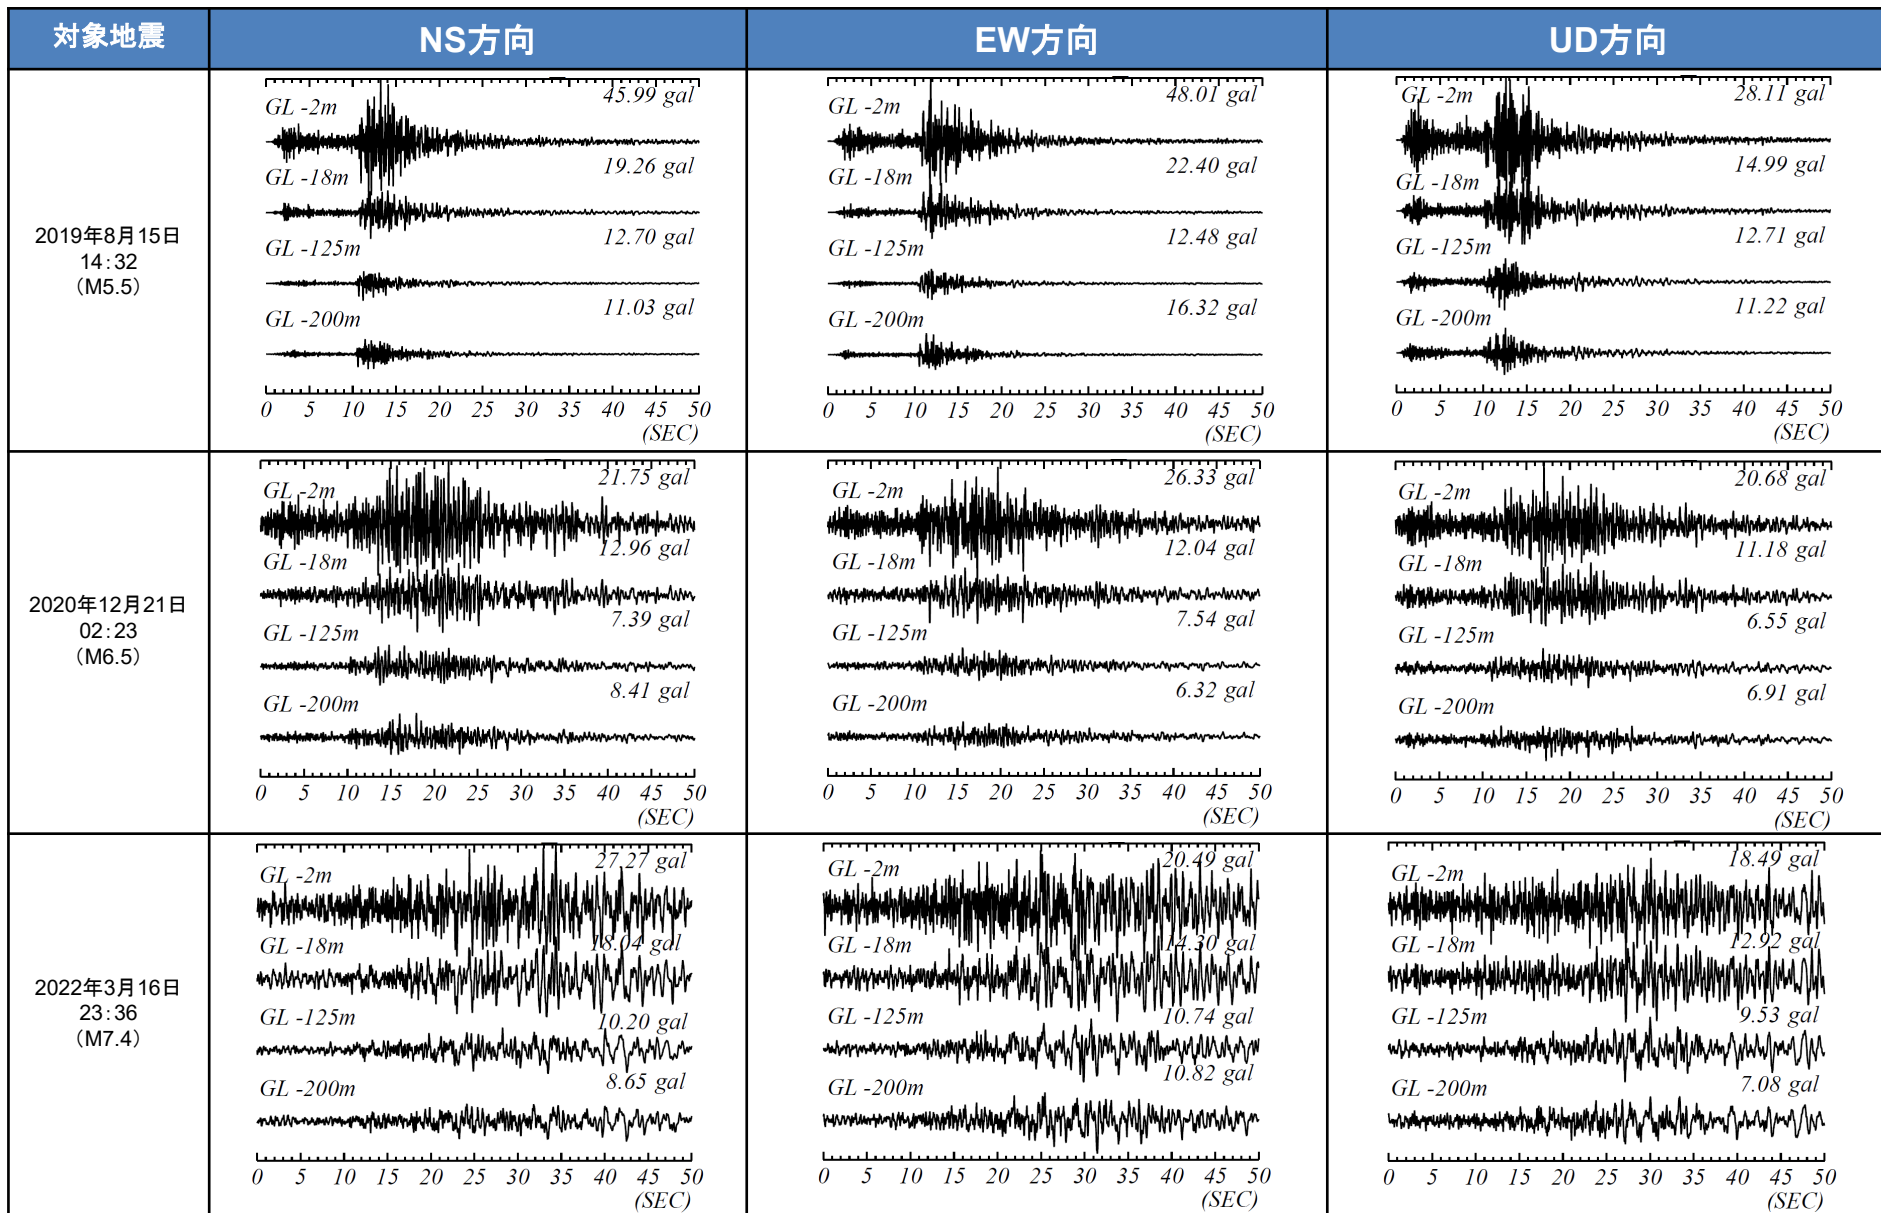 対象地震
NS方向
EW方向
UD方向
2019年8月15日
14:32
（M5.5）
GL -2m
45.99 gal
GL -18m
19.26 gal
GL -125m
12.70 gal
GL -200m
11.03 gal
0 5 10 15 20 25 30 35 40 45 50
(SEC)
GL -2m
48.01 gal
GL -18m
22.40 gal
GL -125m
12.48 gal
GL -200m
16.32 gal
0 5 10 15 20 25 30 35 40 45 50
(SEC)
GL -2m
28.11 gal
GL -18m
14.99 gal
GL -125m
12.71 gal
GL -200m
11.22 gal
0 5 10 15 20 25 30 35 40 45 50
(SEC)
2020年12月21日
02:23
（M6.5）
GL -2m
21.75 gal
GL -18m
12.96 gal
GL -125m
7.39 gal
GL -200m
8.41 gal
0 5 10 15 20 25 30 35 40 45 50
(SEC)
GL -2m
26.33 gal
GL -18m
12.04 gal
GL -125m
7.54 gal
GL -200m
6.32 gal
0 5 10 15 20 25 30 35 40 45 50
(SEC)
GL -2m
20.68 gal
GL -18m
11.18 gal
GL -125m
6.55 gal
GL -200m
6.91 gal
0 5 10 15 20 25 30 35 40 45 50
(SEC)
2022年3月16日
23:36
（M7.4）
GL -2m
27.27 gal
GL -18m
18.04 gal
GL -125m
10.20 gal
GL -200m
8.65 gal
0 5 10 15 20 25 30 35 40 45 50
(SEC)
GL -2m
20.49 gal
GL -18m
14.30 gal
GL -125m
10.74 gal
GL -200m
10.82 gal
0 5 10 15 20 25 30 35 40 45 50
(SEC)
GL -2m
18.49 gal
GL -18m
12.92 gal
GL -125m
9.53 gal
GL -200m
7.08 gal
0 5 10 15 20 25 30 35 40 45 50
(SEC)